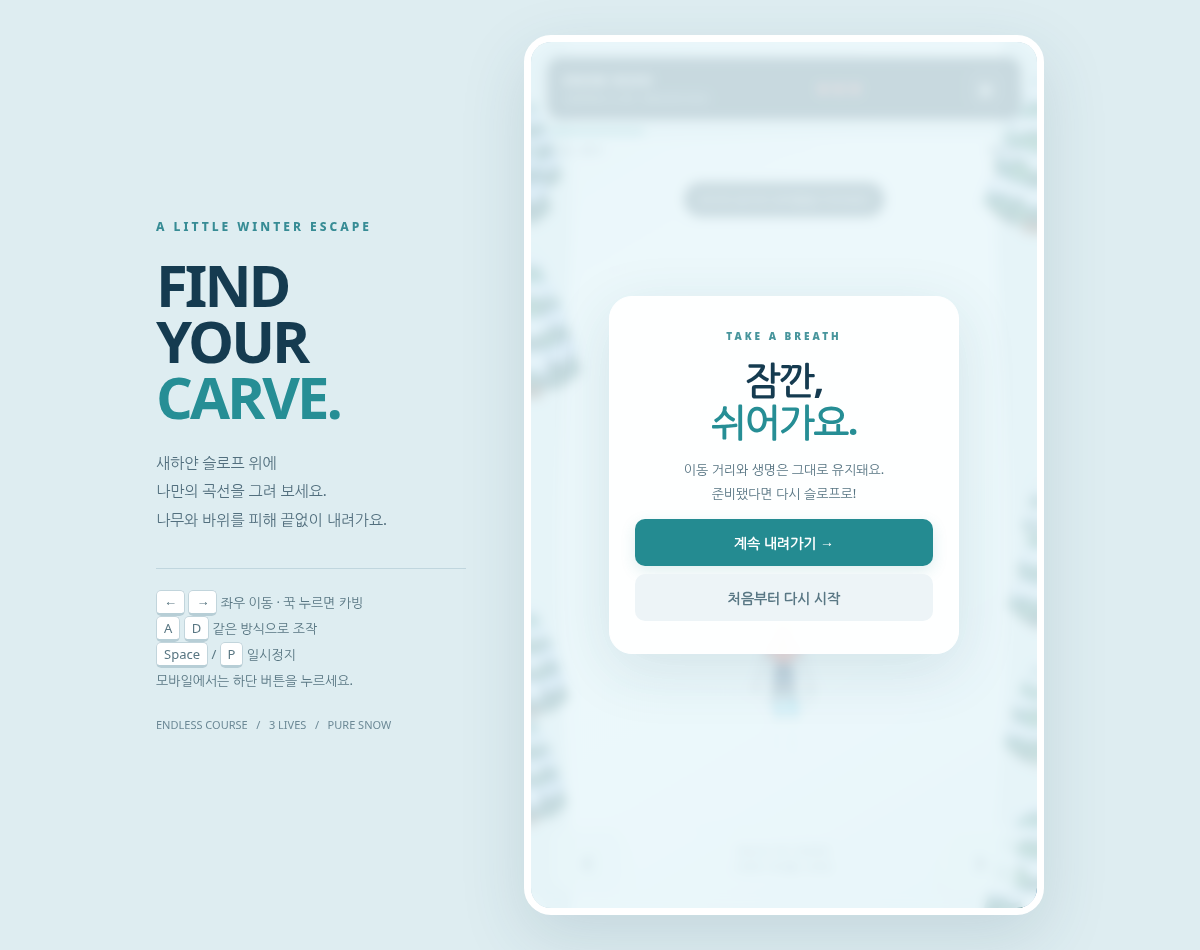 A LITTLE WINTER ESCAPE
FIND
YOUR
CARVE.
새하얀 슬로프 위에
나만의 곡선을 그려 보세요.
나무와 바위를 피해 끝없이 내려가요.
← → 좌우 이동 · 꾹 누르면 카빙
A D 같은 방식으로 조작
Space / P 일시정지
모바일에서는 하단 버튼을 누르세요.
ENDLESS COURSE / 3 LIVES / PURE SNOW
TAKE A BREATH
잠깐,
쉬어가요.
이동 거리와 생명은 그대로 유지돼요.
준비됐다면 다시 슬로프로!
계속 내려가기 →
처음부터 다시 시작